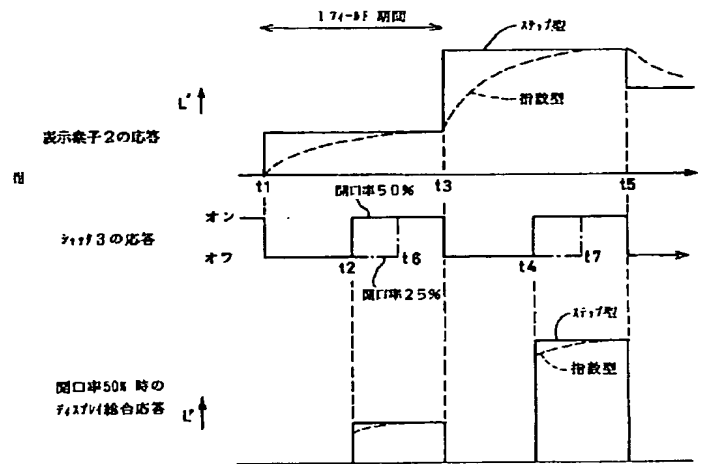 1フィールド 期間
ステップ型
L*
指数型
表示素子2の応答
図
t1
t3
t5
開口率50%
オン
シャッタ3の応答
オフ
t2
t6
t4
t7
開口率25%
ステップ型
指数型
開口率50% 時の
ディスプレイ総合応答
L*